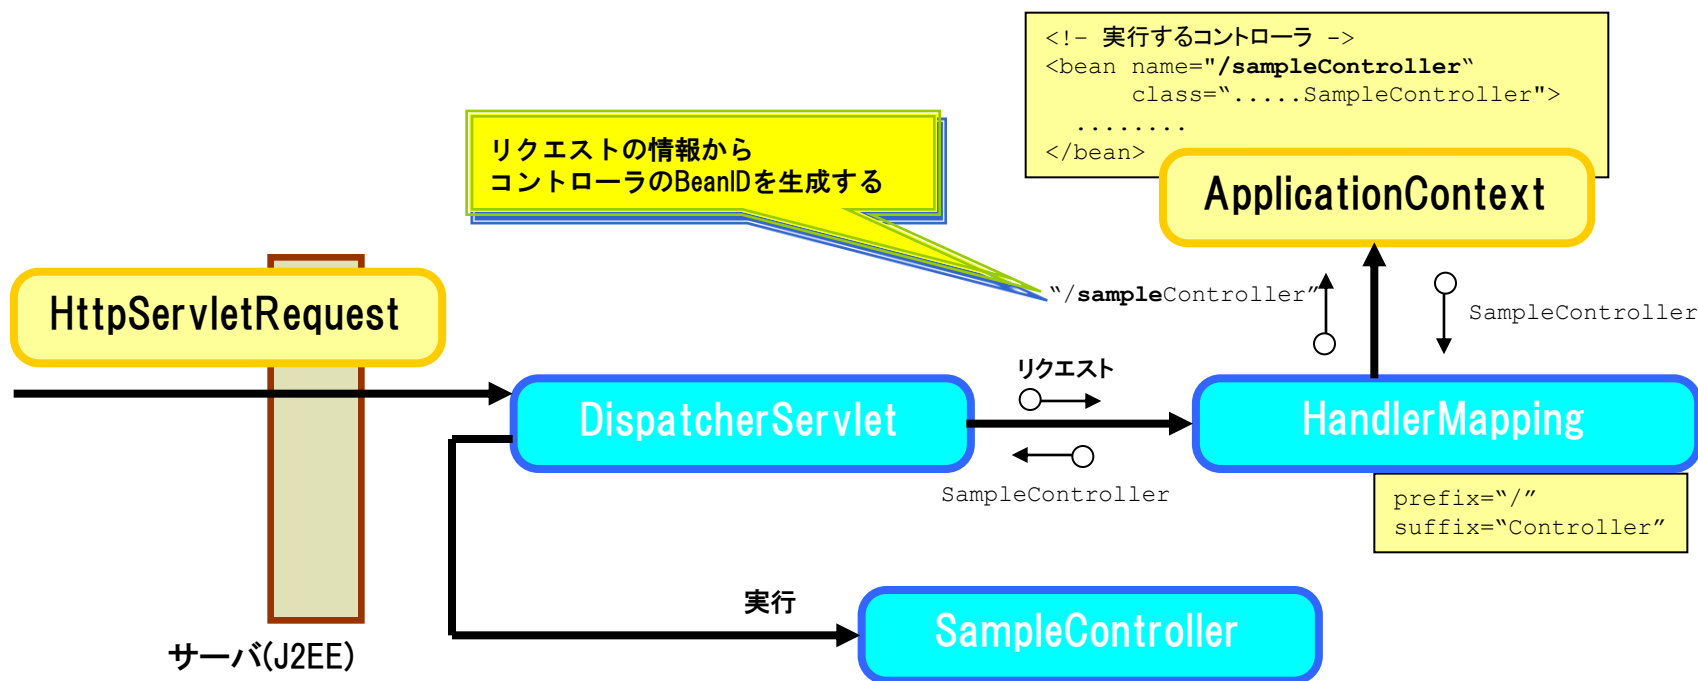 <!– 実行するコントローラ ->
<bean name="/sampleController“
class=“.....SampleController">
........
</bean>
リクエストの情報から
コントローラのBeanIDを生成する
ApplicationContext
HttpServletRequest
“/sampleController”
SampleController
リクエスト
DispatcherServlet
HandlerMapping
SampleController
prefix=“/”
suffix=“Controller”
実行
SampleController
サーバ(J2EE)